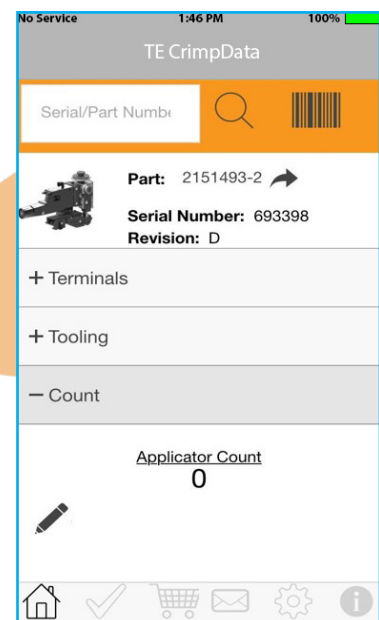 No Service 1:46 PM 100%
TE CrimpData
Serial/Part Numbe
Part: 2151493-2
Serial Number: 693398
Revision: D
+ Terminals
+ Tooling
− Count
Applicator Count
0